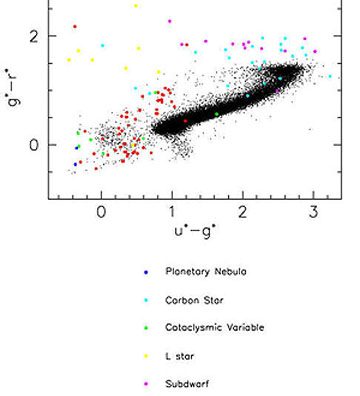 2
g*-r*
0
0
1
2
3
u*-g*
Planetary Nebula
Carbon Star
Cataclysmic Variable
L star
Subdwarf